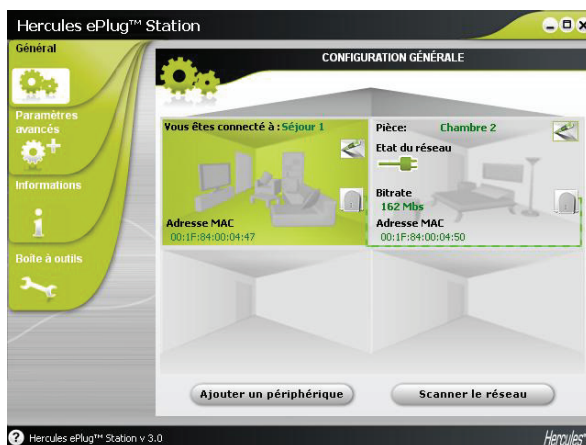 Hercules ePlug™ Station
Général
Paramètres
avancés
Informations
Boîte à outils
CONFIGURATION GÉNÉRALE
Vous êtes connecté à : Séjour 1
Adresse MAC
00:1F:84:00:04:47
Pièce: Chambre 2
Etat du réseau
Bitrate
162 Mbs
Adresse MAC
00:1F:84:00:04:50
Ajouter un périphérique
Scanner le réseau
? Hercules ePlug™ Station v 3.0
Hercules